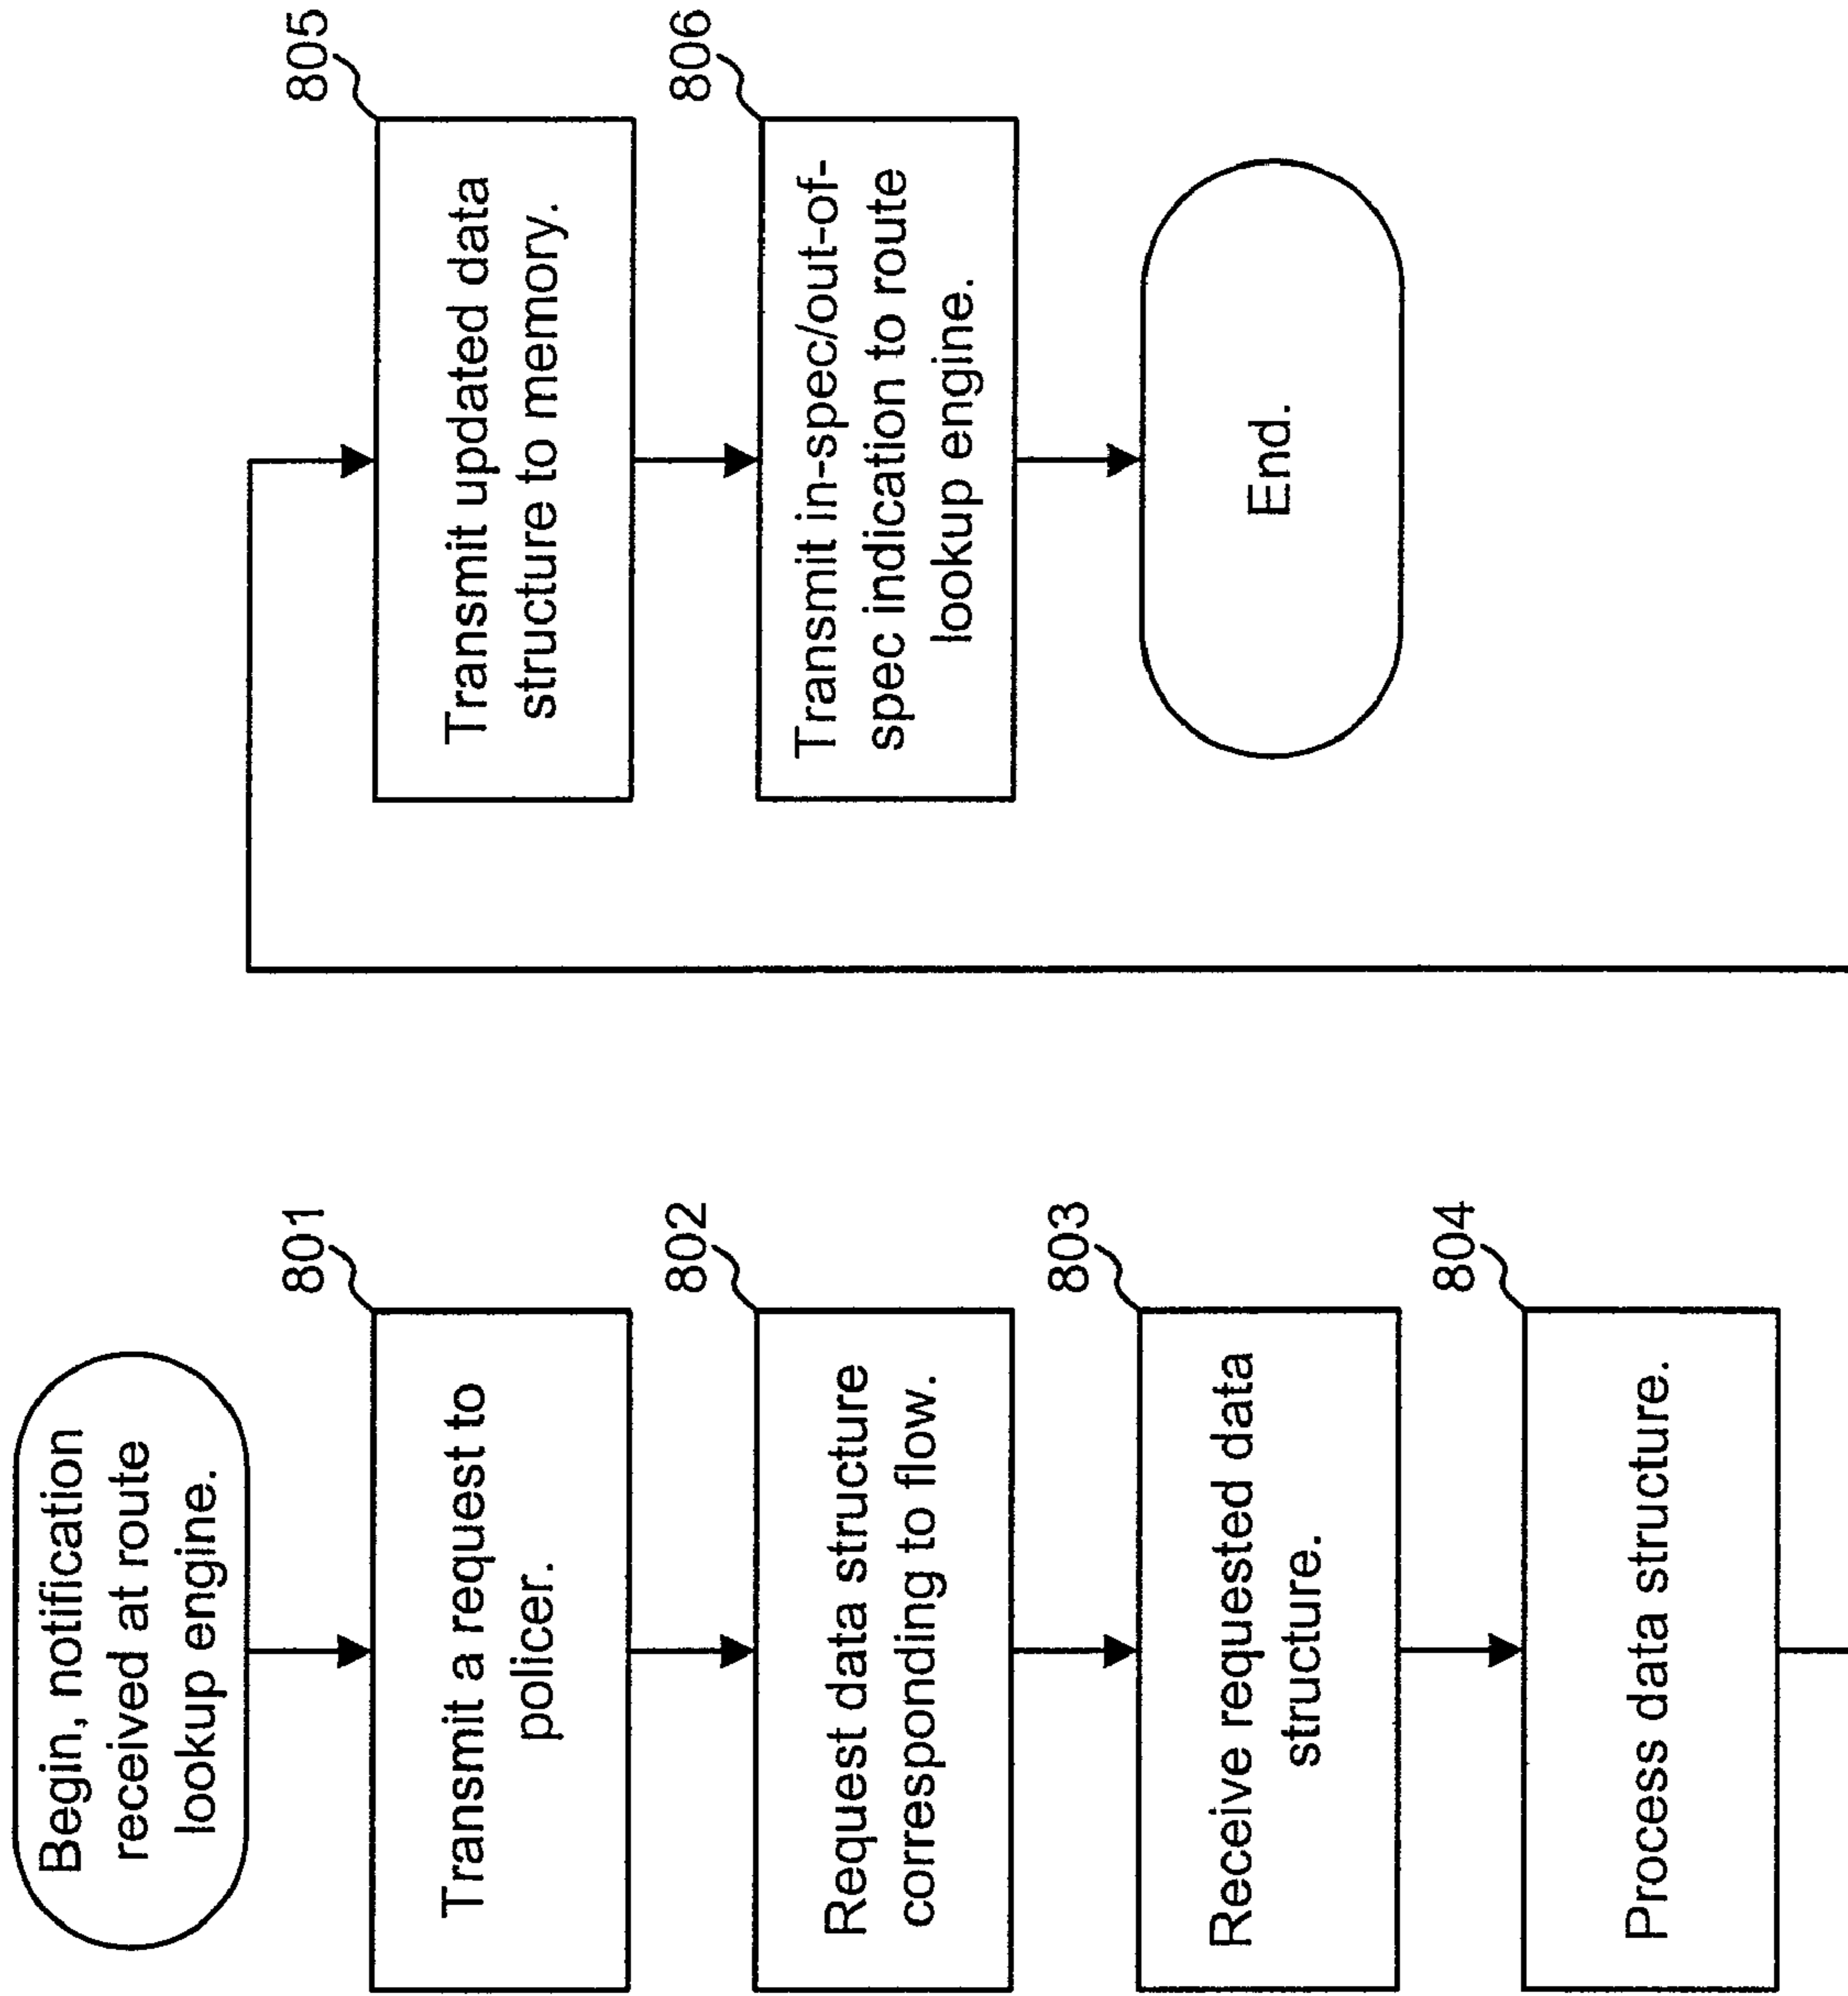 Begin, notification
received at route
lookup engine.
801
Transmit a request to
policer.
802
Request data structure
corresponding to flow.
803
Receive requested data
structure.
804
Process data structure.
805
Transmit updated data
structure to memory.
806
Transmit in-spec/out-of-
spec indication to route
lookup engine.
End.